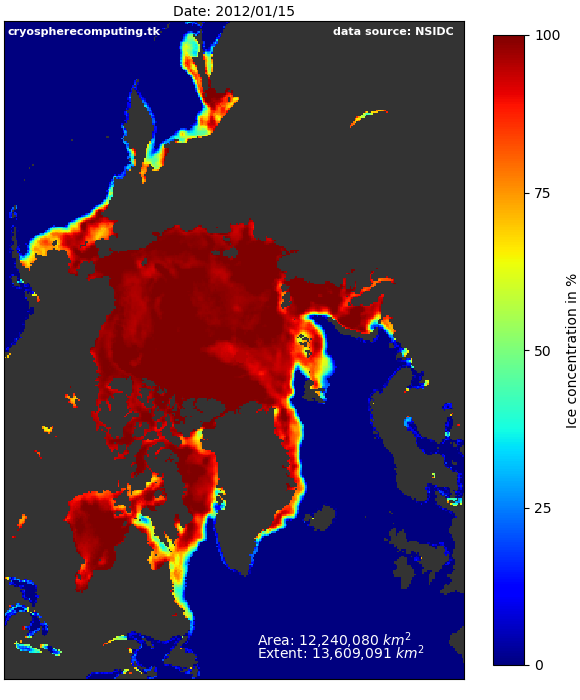 Date: 2012/01/15
cryospherecomputing.tk data source: NSIDC
100
75
50
25
0
Ice concentration in %
Area: 12,240,080 km²
Extent: 13,609,091 km²